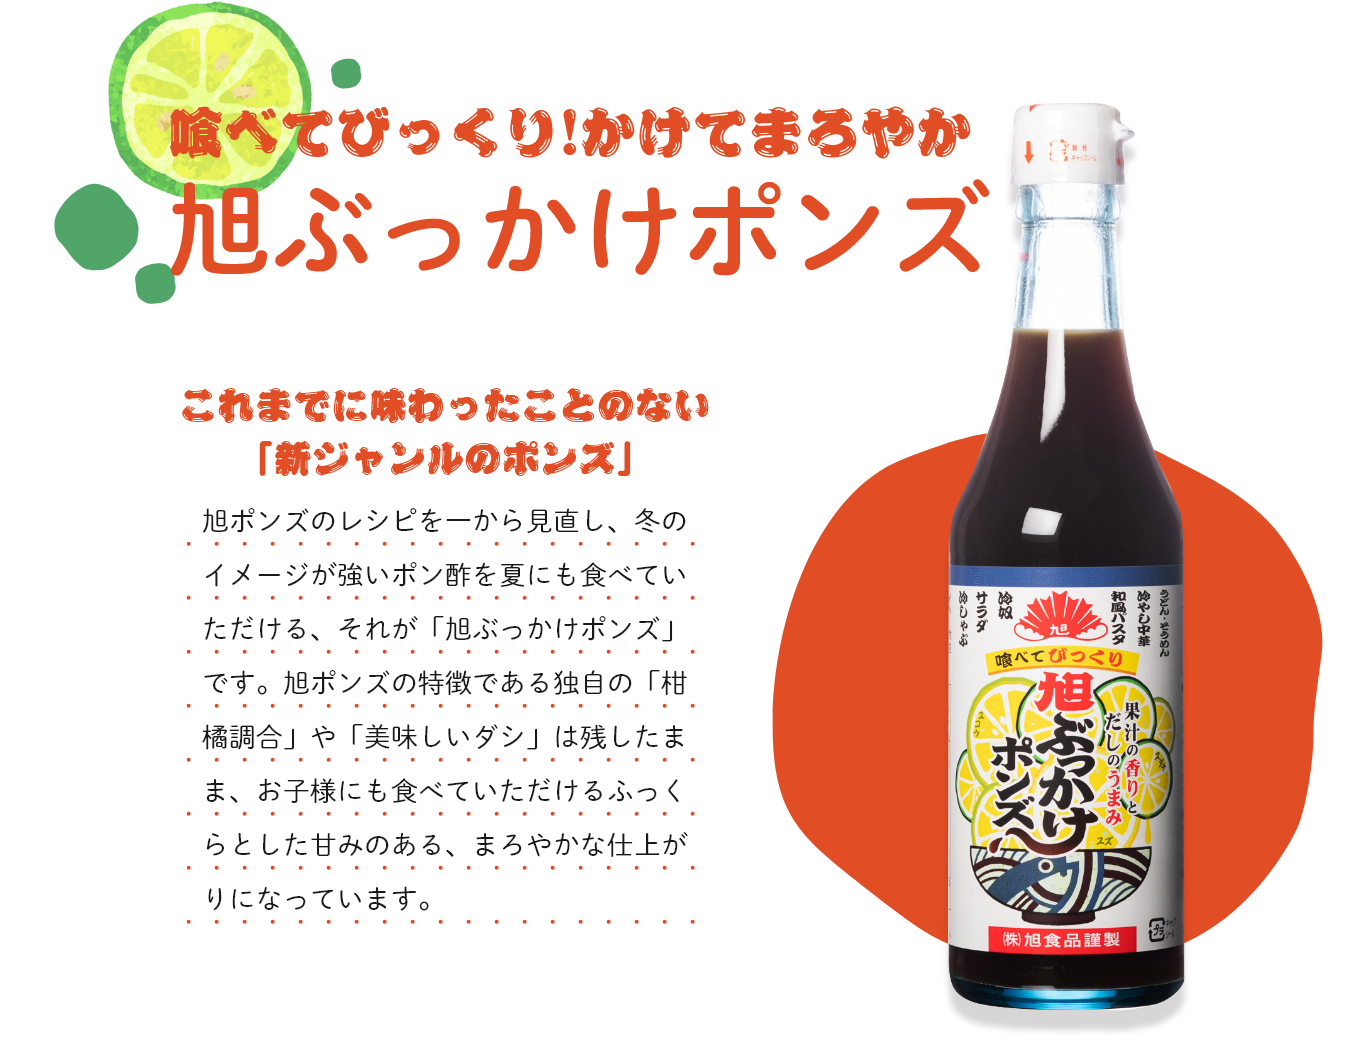 喰べてびっくり!かけてまろやか
旭ぶっかけポンズ
これまでに味わったことのない
「新ジャンルのポンズ」
旭ポンズのレシピを一から見直し、冬の
イメージが強いポン酢を夏にも食べてい
ただける、それが「旭ぶっかけポンズ」
です。旭ポンズの特徴である独自の「柑
橘調合」や「美味しいダシ」は残したま
ま、お子様にも食べていただけるふっく
らとした甘みのある、まろやかな仕上が
りになっています。
うどん・そうめん
冷やし中華
和風パスタ
旭
冷奴
サラダ
冷しゃぶ
喰べてびっくり
旭
ぶっかけ
ポンズ
果汁の香りと
だしのうまみ
ユコウ
スダチ
ユズ
(株)旭食品謹製
プラ